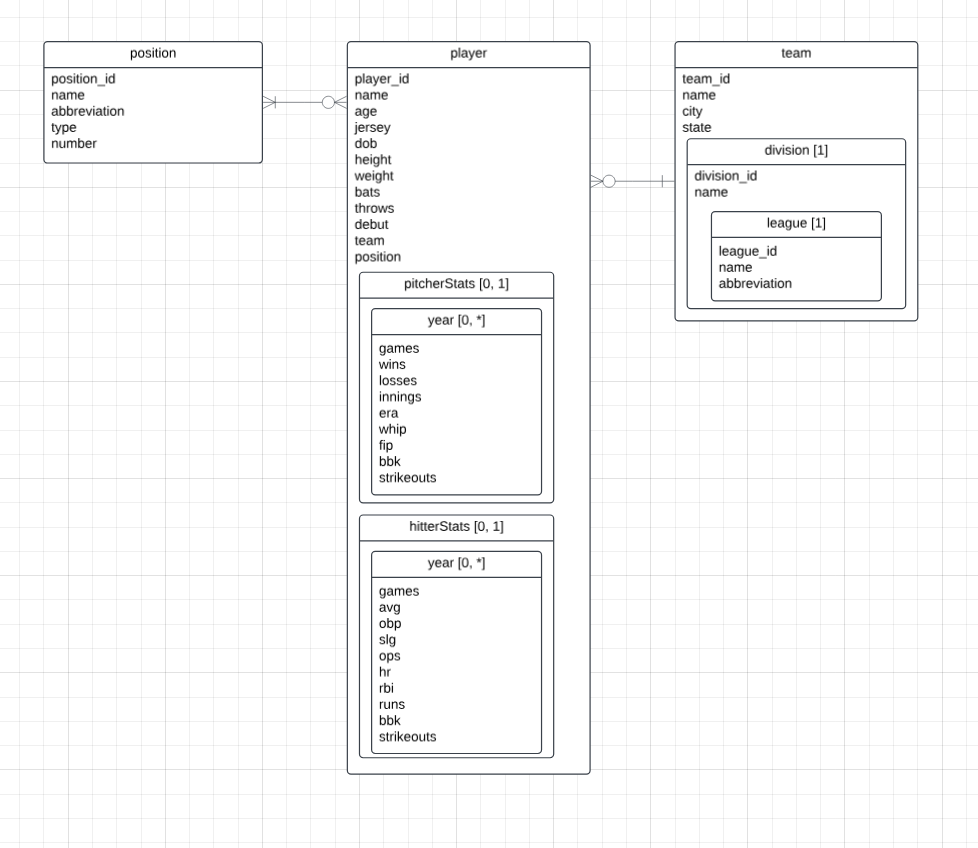 position
position_id
name
abbreviation
type
number
player
player_id
name
age
jersey
dob
height
weight
bats
throws
debut
team
position
pitcherStats [0, 1]
year [0, *]
games
wins
losses
innings
era
whip
fip
bbk
strikeouts
hitterStats [0, 1]
year [0, *]
games
avg
obp
slg
ops
hr
rbi
runs
bbk
strikeouts
team
team_id
name
city
state
division [1]
division_id
name
league [1]
league_id
name
abbreviation